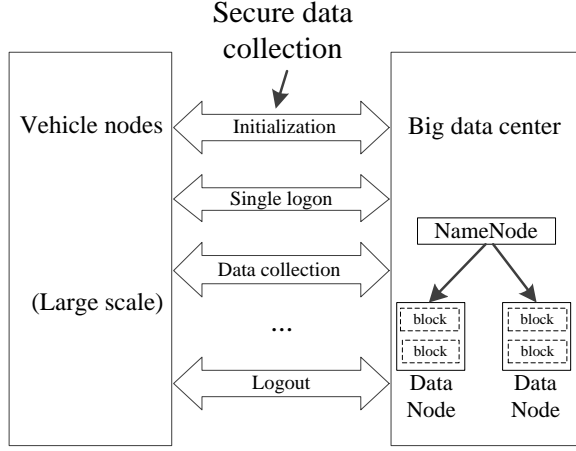 Secure data
collection
Vehicle nodes
Initialization
Big data center
Single logon
NameNode
Data collection
(Large scale)
block
block
block
block
...
Logout
Data
Node
Data
Node